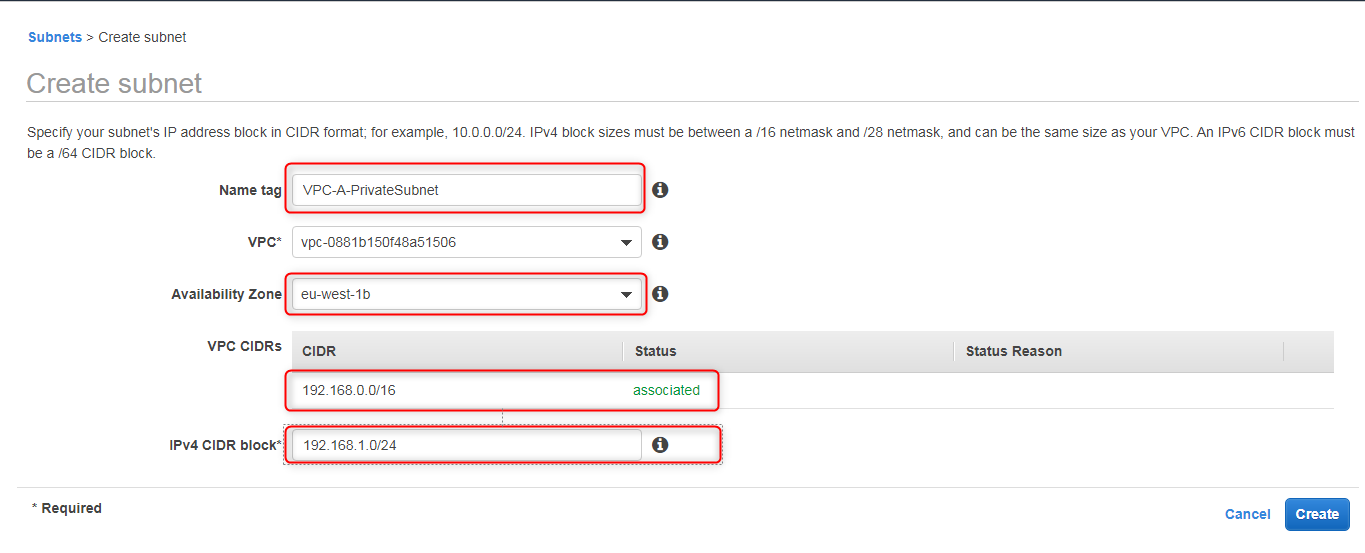 Subnets > Create subnet
Create subnet
Specify your subnet's IP address block in CIDR format; for example, 10.0.0.0/24. IPv4 block sizes must be between a /16 netmask and /28 netmask, and can be the same size as your VPC. An IPv6 CIDR block must
be a /64 CIDR block.
Name tag VPC-A-PrivateSubnet
VPC* vpc-0881b150f48a51506
Availability Zone eu-west-1b
VPC CIDRs CIDR Status Status Reason
192.168.0.0/16 associated
IPv4 CIDR block* 192.168.1.0/24
* Required
Cancel Create